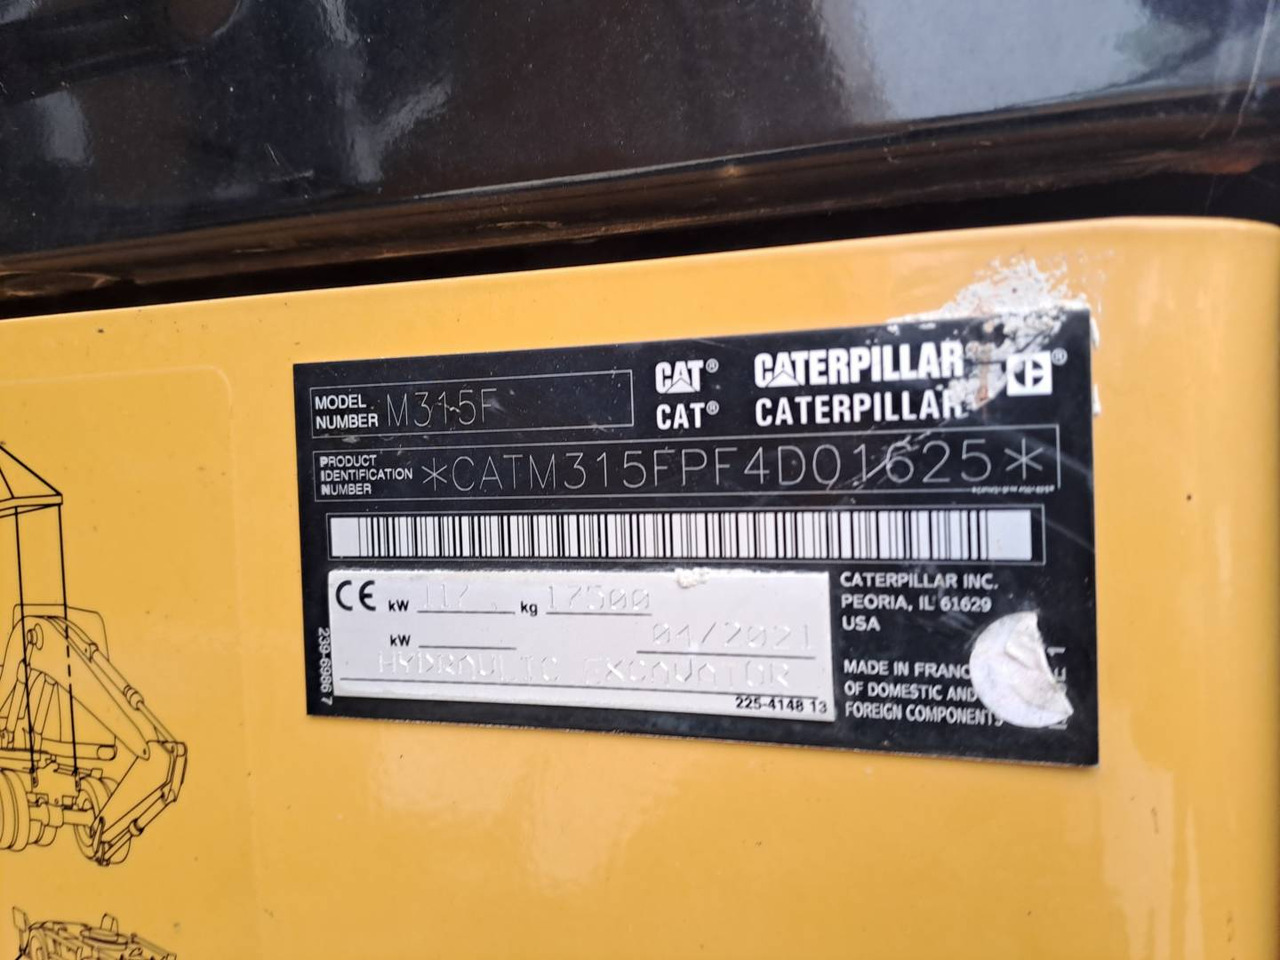 MODEL NUMBER M315F
CAT® CATERPILLAR
CAT® CATERPILLAR
PRODUCT IDENTIFICATION NUMBER *CATM315FPF4D01625*
CE kW 117 kg 17500
kW 04/2021
HYDRAULIC EXCAVATOR
225-4148 13
239-6986 7
CATERPILLAR INC.
PEORIA, IL 61629
USA
MADE IN FRANC
OF DOMESTIC AND
FOREIGN COMPONENTS